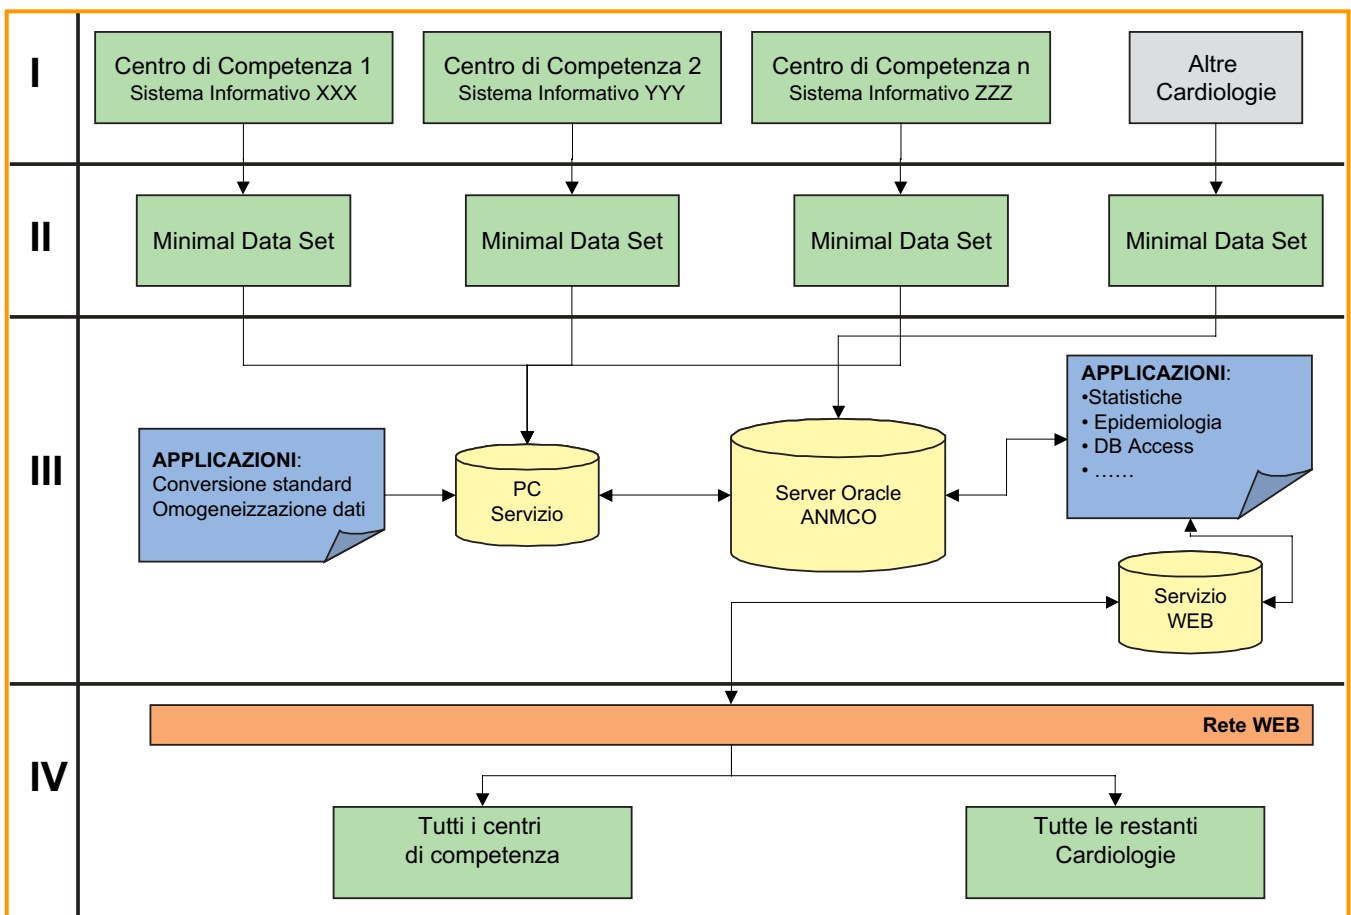 I
Centro di Competenza 1
Sistema Informativo XXX
Centro di Competenza 2
Sistema Informativo YYY
Centro di Competenza n
Sistema Informativo ZZZ
Altre
Cardiologie
II
Minimal Data Set
Minimal Data Set
Minimal Data Set
Minimal Data Set
III
APPLICAZIONI:
Conversione standard
Omogeneizzazione dati
PC
Servizio
Server Oracle
ANMCO
APPLICAZIONI:
•Statistiche
• Epidemiologia
• DB Access
• ......
Servizio
WEB
IV
Rete WEB
Tutti i centri
di competenza
Tutte le restanti
Cardiologie